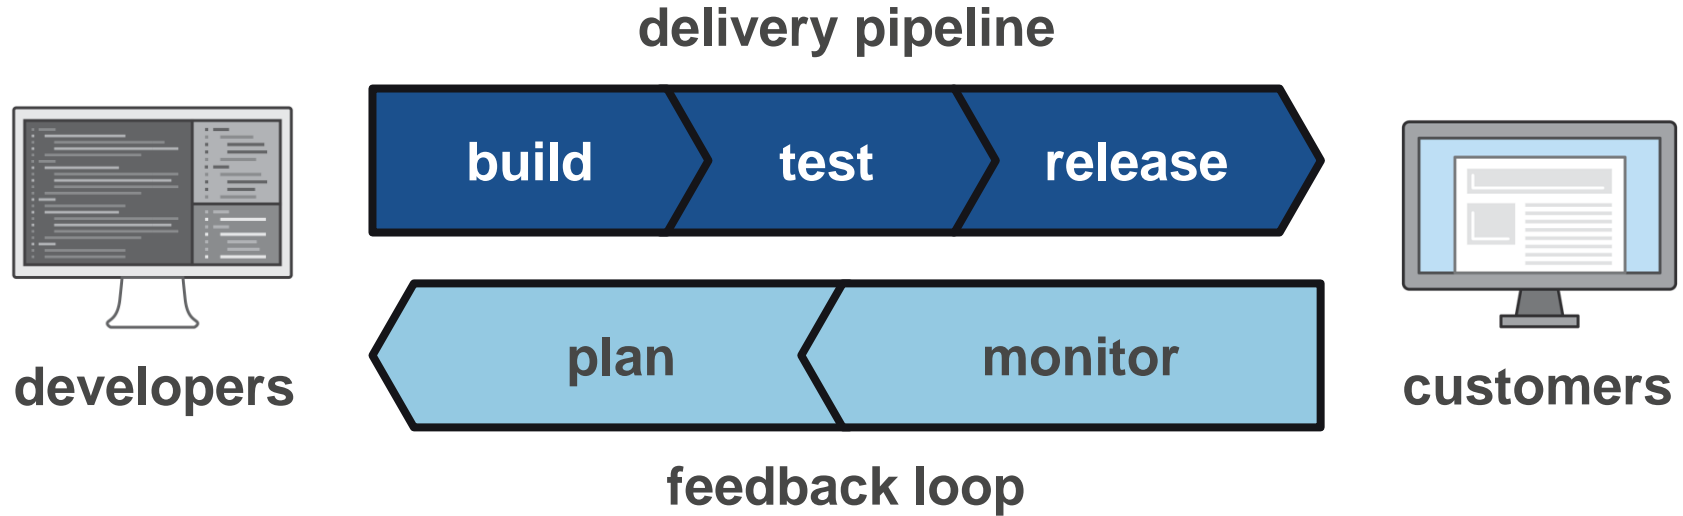 delivery pipeline
build
test
release
developers
customers
plan
monitor
feedback loop